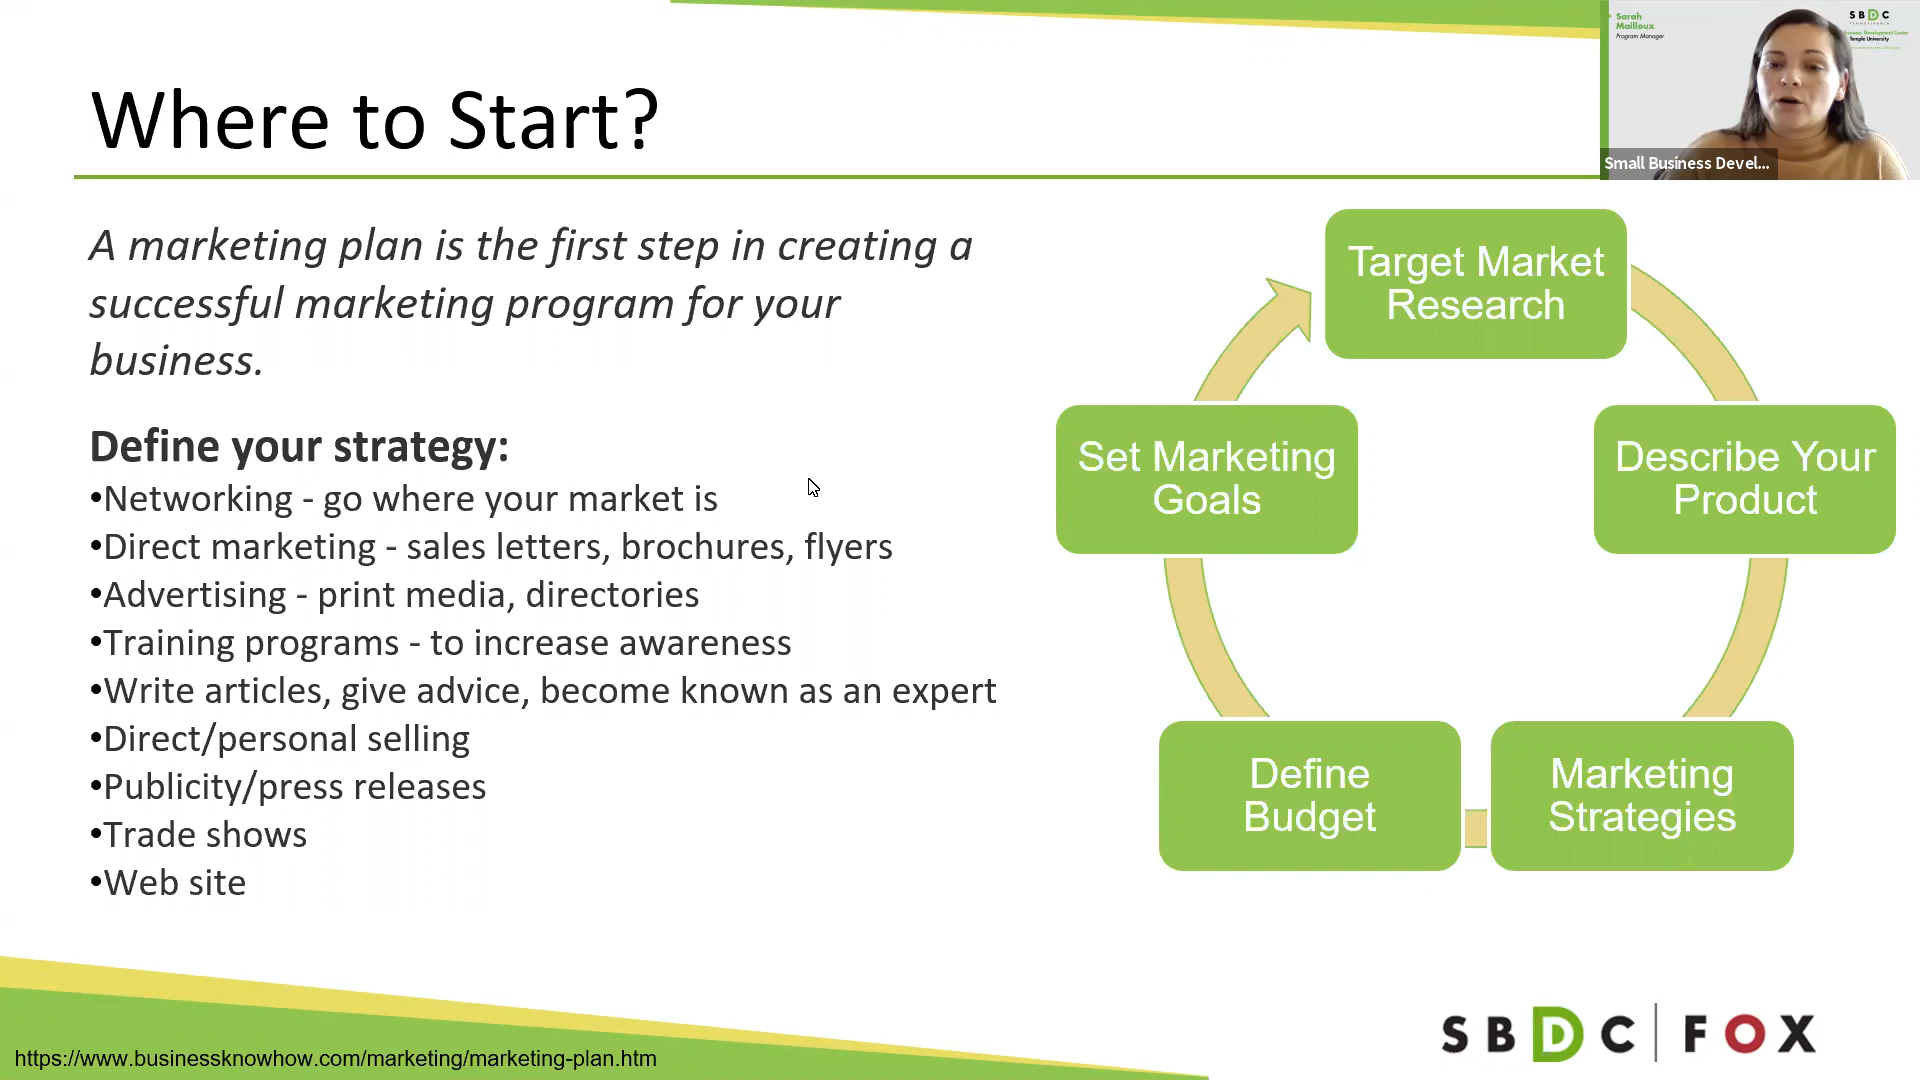 Where to Start?
A marketing plan is the first step in creating a
successful marketing program for your
business.
Define your strategy:
•Networking - go where your market is
•Direct marketing - sales letters, brochures, flyers
•Advertising - print media, directories
•Training programs - to increase awareness
•Write articles, give advice, become known as an expert
•Direct/personal selling
•Publicity/press releases
•Trade shows
•Web site
Target Market
Research
Describe Your
Product
Marketing
Strategies
Define
Budget
Set Marketing
Goals
Sarah
Mailloux
Program Manager
SBDC
Development Center
Temple University
Small Business Devel...
https://www.businessknowhow.com/marketing/marketing-plan.htm
SBDC FOX